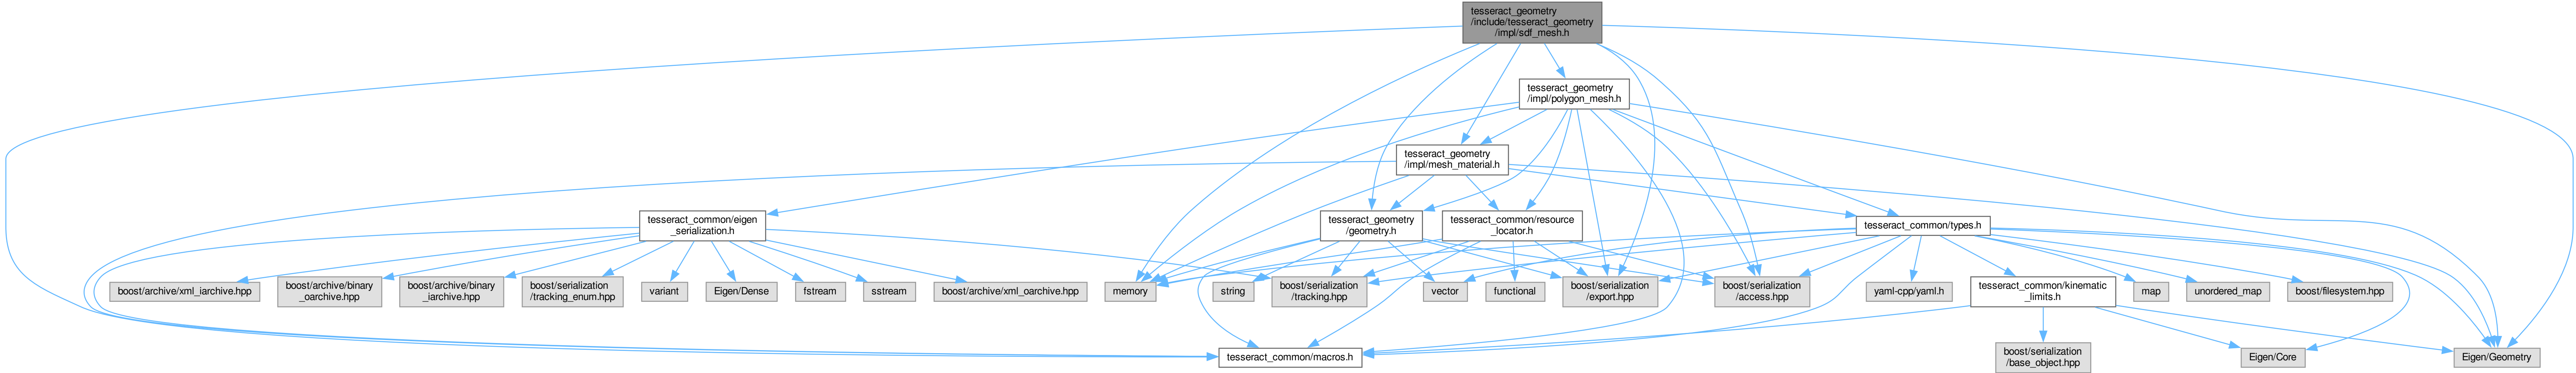 tesseract_geometry
/include/tesseract_geometry
/impl/sdf_mesh.h
tesseract_geometry
/impl/polygon_mesh.h
tesseract_geometry
/impl/mesh_material.h
tesseract_common/eigen
_serialization.h
tesseract_geometry
/geometry.h
tesseract_common/resource
_locator.h
tesseract_common/types.h
boost/archive/xml_iarchive.hpp
boost/archive/binary
_oarchive.hpp
boost/archive/binary
_iarchive.hpp
boost/serialization
/tracking_enum.hpp
variant
Eigen/Dense
fstream
sstream
boost/archive/xml_oarchive.hpp
memory
string
boost/serialization
/tracking.hpp
vector
functional
boost/serialization
/export.hpp
boost/serialization
/access.hpp
yaml-cpp/yaml.h
tesseract_common/kinematic
_limits.h
map
unordered_map
boost/filesystem.hpp
tesseract_common/macros.h
boost/serialization
/base_object.hpp
Eigen/Core
Eigen/Geometry